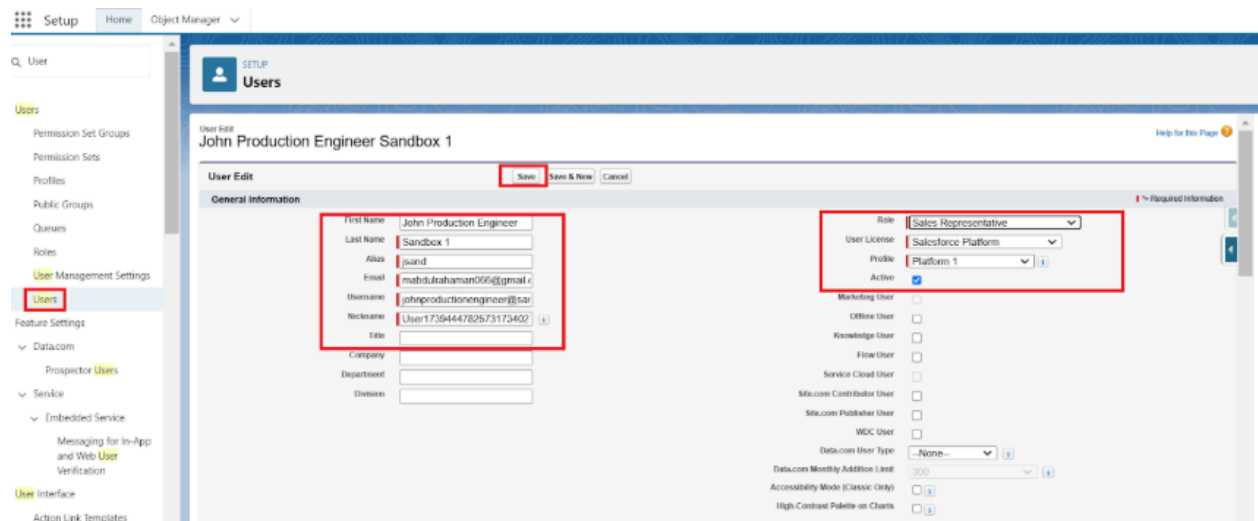 Setup Home Object Manager
User
SETUP
Users
Users
Permission Set Groups
Permission Sets
Profiles
Public Groups
Queues
Roles
User Management Settings
Users
Feature Settings
Data.com
Prospector Users
Service
Embedded Service
Messaging for In-App
and Web User
Verification
User Interface
Action Link Templates
User Edit
John Production Engineer Sandbox 1
Help for this Page
User Edit
Save Save & New Cancel
General Information
= Required Information
First Name John Production Engineer
Last Name Sandbox 1
Alias jsand
Email mabdulrahaman066@gmail.c
Username johnproductionengineer@sar
Nickname User1739444782573173402
Title
Company
Department
Division
Role Sales Representative
User License Salesforce Platform
Profile Platform 1
Active
Marketing User
Offline User
Knowledge User
Flow User
Service Cloud User
Site.com Contributor User
Site.com Publisher User
WDC User
Data.com User Type --None--
Data.com Monthly Addition Limit 300
Accessibility Mode (Classic Only)
High-Contrast Palette on Charts